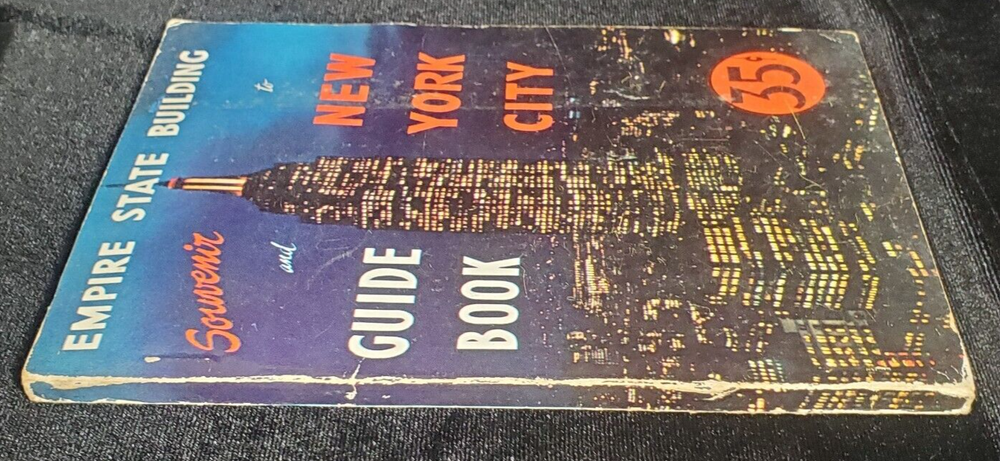 EMPIRE STATE BUILDING
Souvenir
and
GUIDE
BOOK
to
NEW
YORK
CITY
35¢